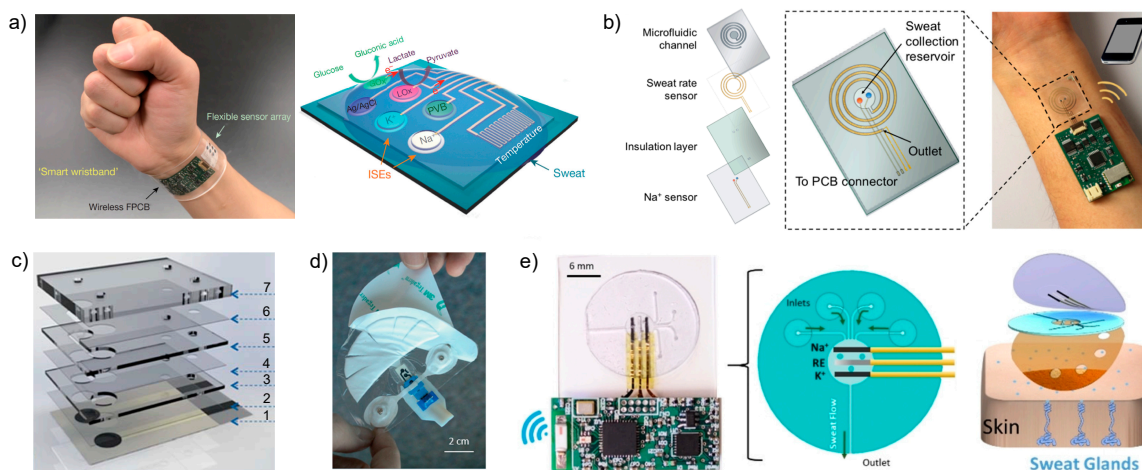 a)
'Smart wristband'
Flexible sensor array
Wireless FPCB
Glucose
Gluconic acid
Lactate
Pyruvate
e-
GOx
LOx
Ag/AgCl
PVB
K+
Na+
ISEs
Temperature
Sweat
b)
Microfluidic
channel
Sweat rate
sensor
Insulation layer
Na+ sensor
Sweat
collection
reservoir
Outlet
To PCB connector
c)
7
6
5
4
3
2
1
d)
3M Tegaderm
2 cm
e)
6 mm
Inlets
Na+
RE
K+
Sweat Flow
Outlet
Skin
Sweat Glands